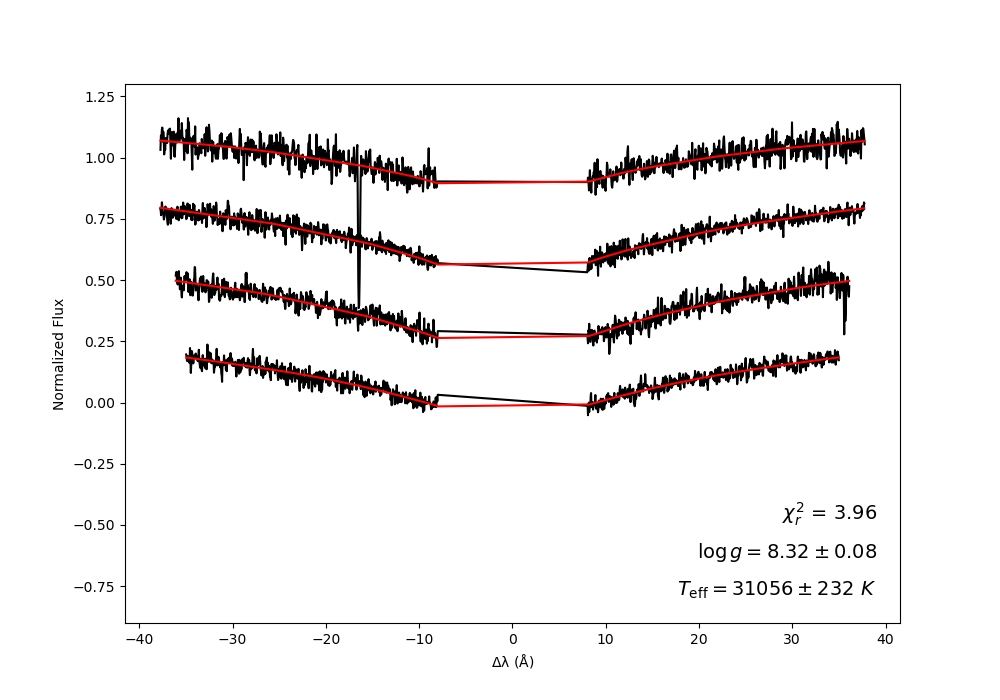 1.25
1.00
0.75
0.50
0.25
0.00
−0.25
−0.50
−0.75
Normalized Flux
χ²ᵣ = 3.96
log g = 8.32 ± 0.08
T_eff = 31056 ± 232 K
−40 −30 −20 −10 0 10 20 30 40
Δλ (Å)